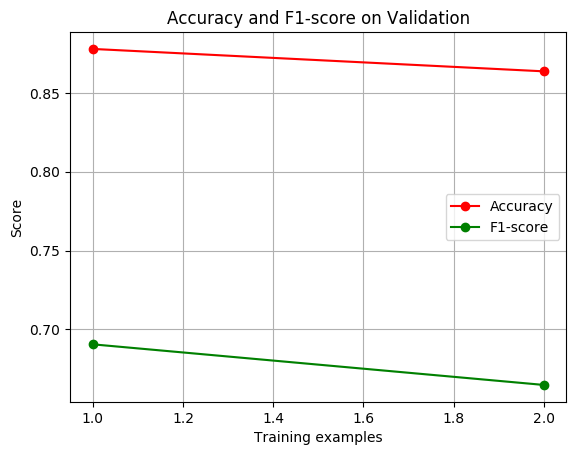 Accuracy and F1-score on Validation
Score
0.85
0.80
0.75
0.70
Accuracy
F1-score
1.0 1.2 1.4 1.6 1.8 2.0
Training examples